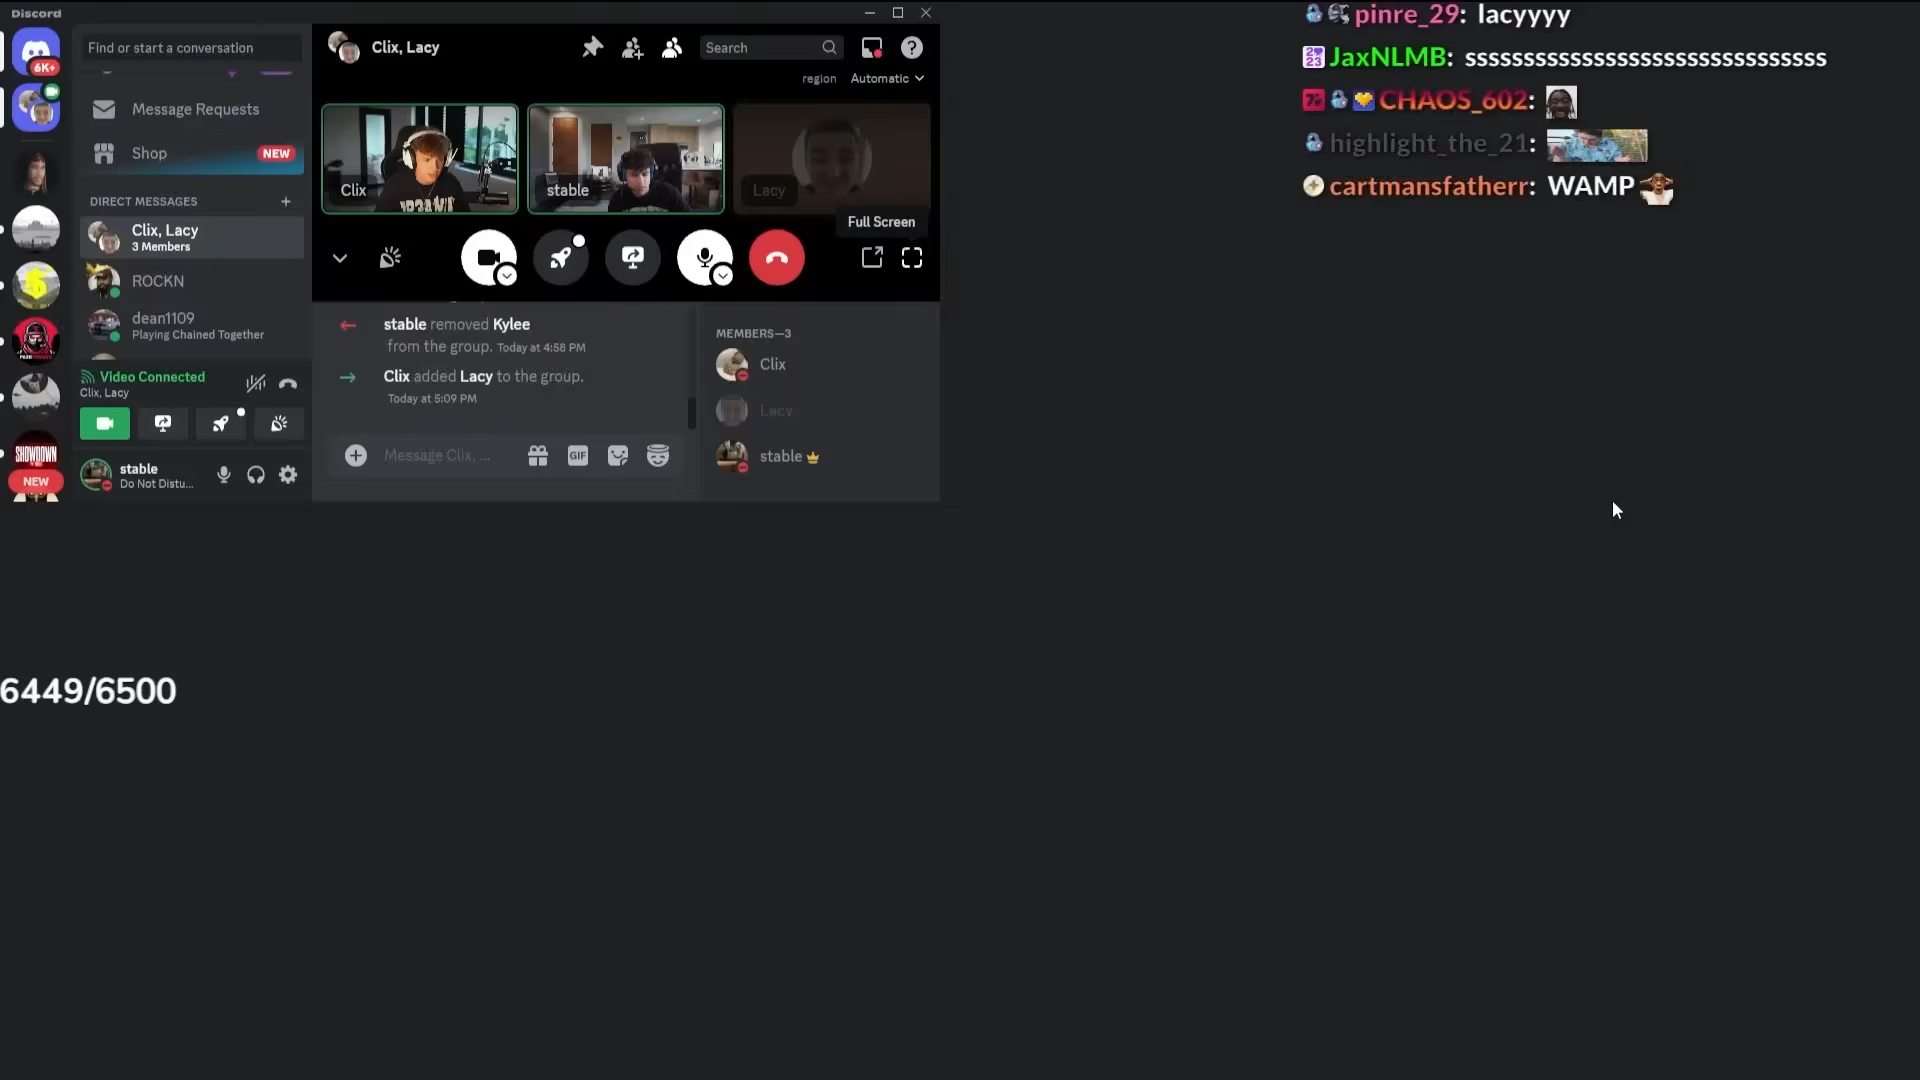 Discord
6K+
SHOWDOWN
NEW
Find or start a conversation
Message Requests
Shop
NEW
DIRECT MESSAGES
Clix, Lacy
3 Members
ROCKN
dean1109
Playing Chained Together
Video Connected
Clix, Lacy
stable
Do Not Distu...
Clix, Lacy
Search
region Automatic
Clix
stable
Lacy
Full Screen
stable removed Kylee
from the group. Today at 4:58 PM
Clix added Lacy to the group.
Today at 5:09 PM
Message Clix, ...
GIF
MEMBERS—3
Clix
Lacy
stable
pinre_29: lacyyyy
JaxNLMB: sssssssssssssssssssssssssssssss
CHAOS_602:
highlight_the_21:
cartmansfatherr: WAMP
6449/6500